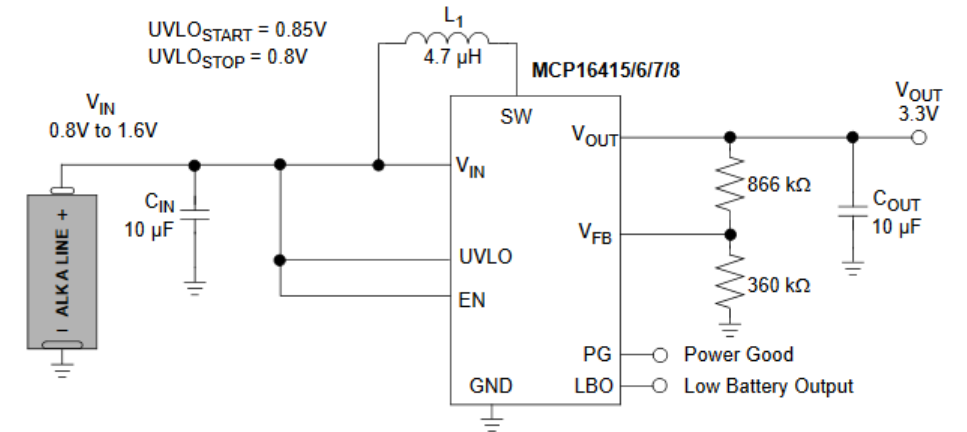 UVLOSTART = 0.85V
UVLOSTOP = 0.8V
L1
4.7 µH
MCP16415/6/7/8
VIN
0.8V to 1.6V
SW
VOUT
3.3V
VOUT
VIN
866 kΩ
CIN
10 µF
COUT
10 µF
VFB
UVLO
EN
360 kΩ
+ ALKALINE –
PG
Power Good
GND
LBO
Low Battery Output